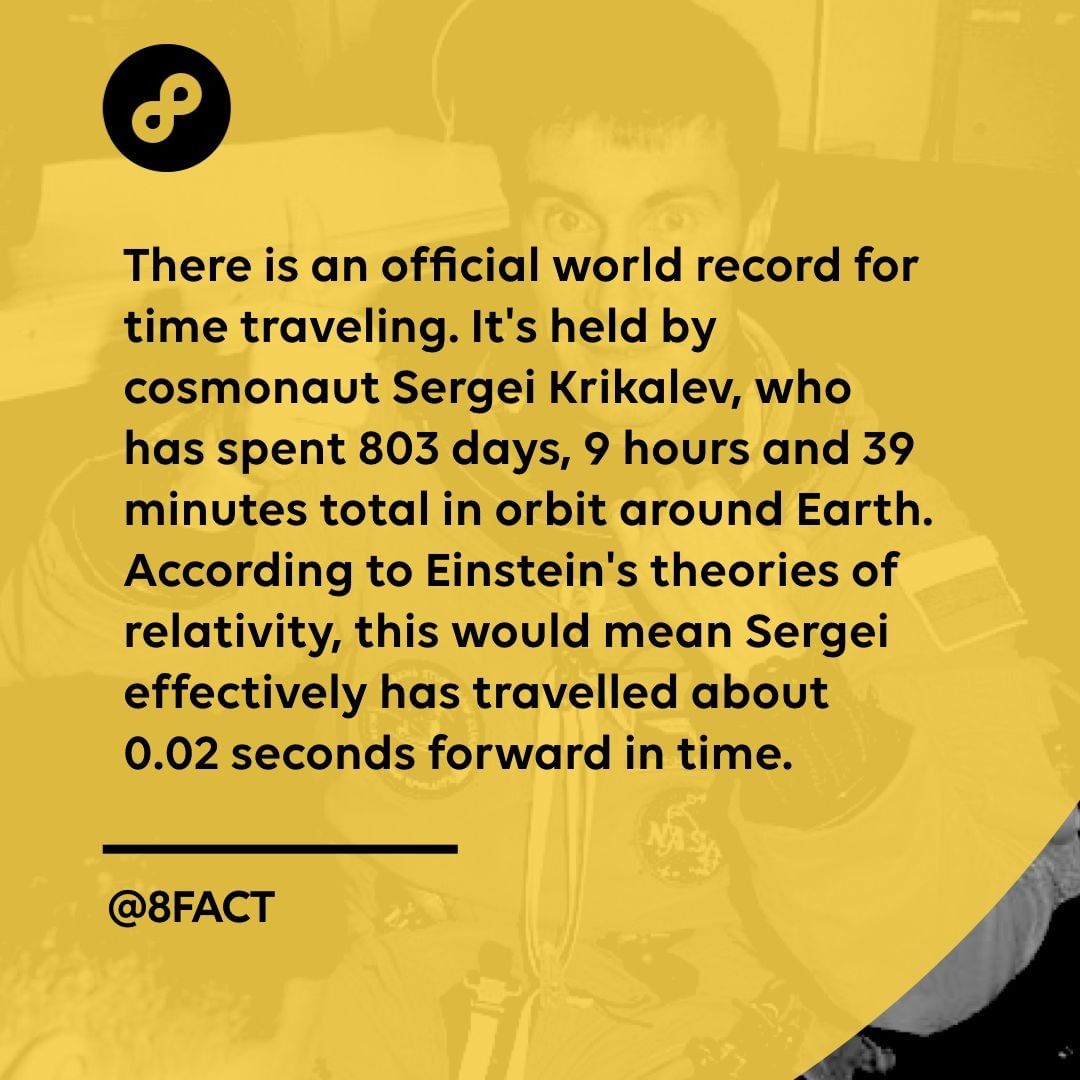 There is an official world record for
time traveling. It's held by
cosmonaut Sergei Krikalev, who
has spent 803 days, 9 hours and 39
minutes total in orbit around Earth.
According to Einstein's theories of
relativity, this would mean Sergei
effectively has travelled about
0.02 seconds forward in time.
NASA
@8FACT